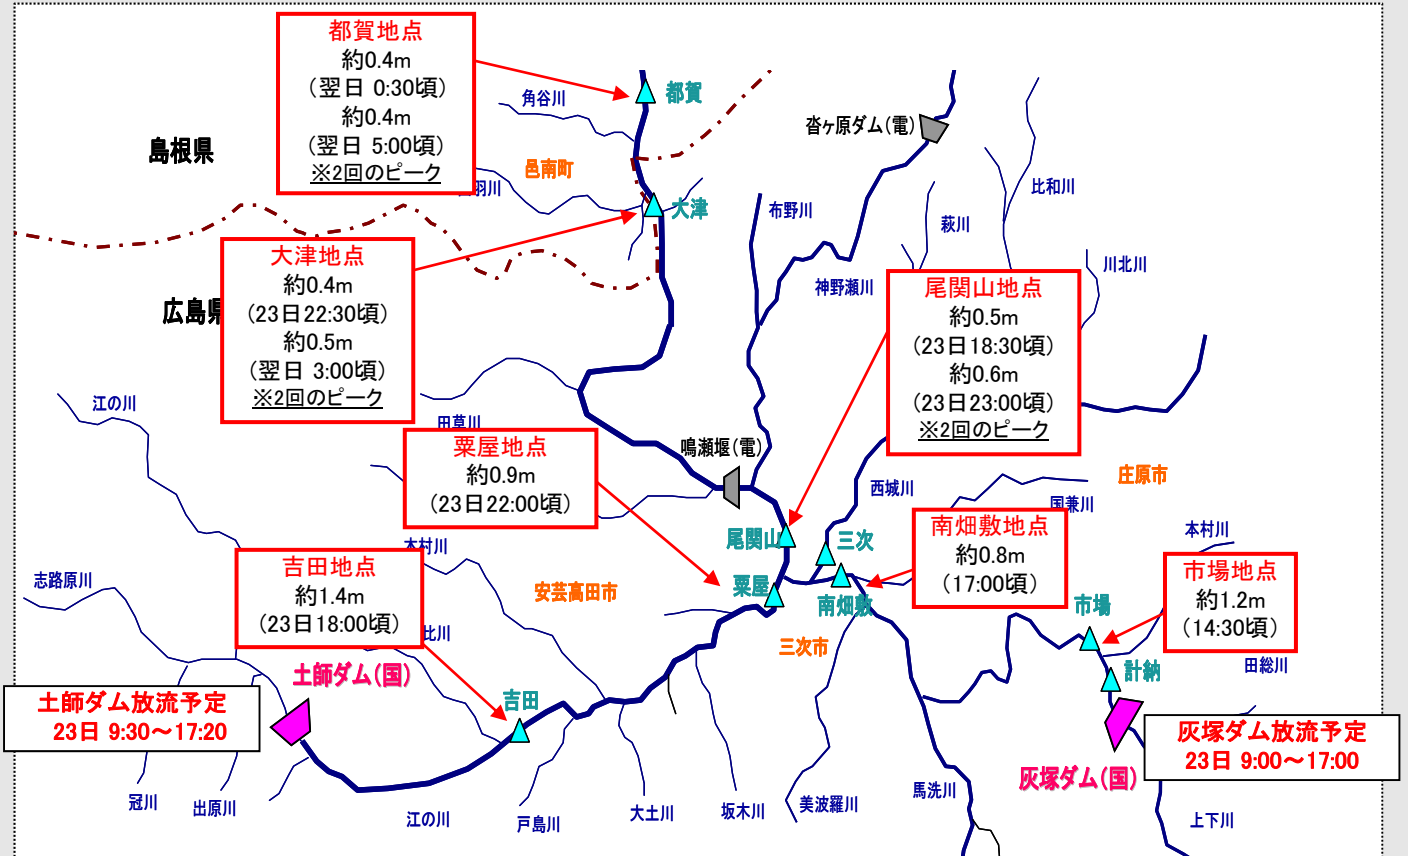 都賀地点
約0.4m
（翌日 0:30頃）
約0.4m
（翌日 5:00頃）
※2回のピーク
都賀
角谷川
沓ヶ原ダム（電）
島根県
邑南町
羽川
大津
布野川
萩川
比和川
川北川
神野瀬川
大津地点
約0.4m
（23日22:30頃）
約0.5m
（翌日 3:00頃）
※2回のピーク
広島県
尾関山地点
約0.5m
（23日18:30頃）
約0.6m
（23日23:00頃）
※2回のピーク
江の川
田草川
粟屋地点
約0.9m
（23日22:00頃）
鳴瀬堰（電）
西城川
庄原市
国兼川
南畑敷地点
約0.8m
（17:00頃）
本村川
尾関山
三次
本村川
吉田地点
約1.4m
（23日18:00頃）
志路原川
安芸高田市
粟屋
南畑敷
市場地点
約1.2m
（14:30頃）
市場
比川
三次市
田総川
計納
土師ダム（国）
吉田
土師ダム放流予定
23日 9:30～17:20
灰塚ダム放流予定
23日 9:00～17:00
灰塚ダム（国）
冠川
出原川
江の川
戸島川
大土川
坂木川
美波羅川
馬洗川
上下川